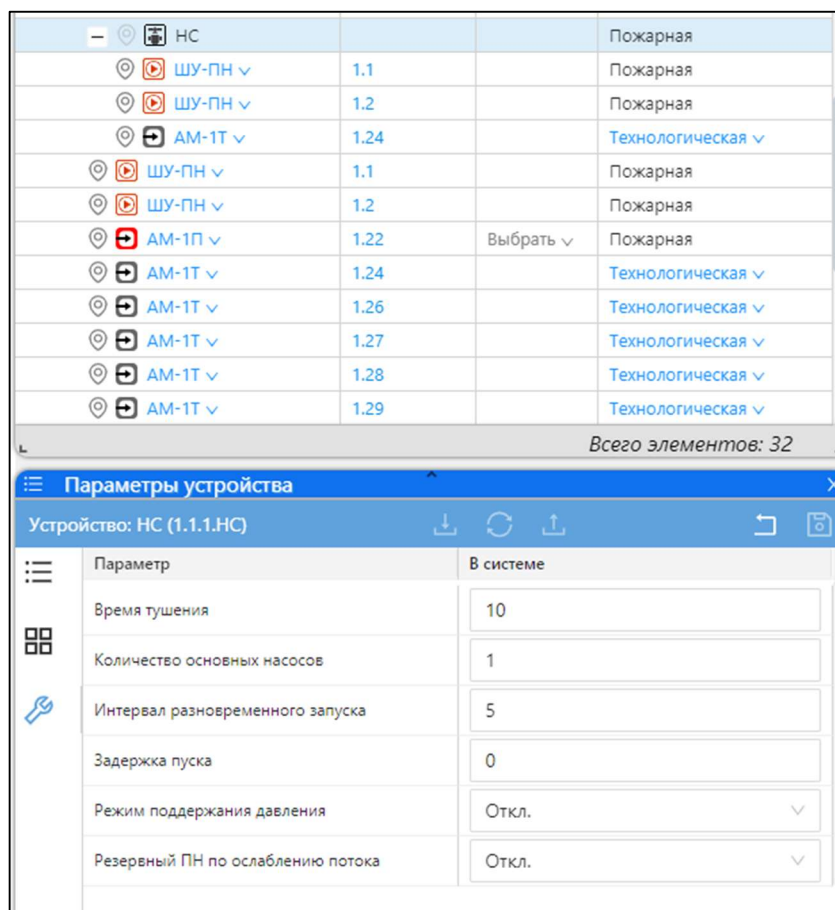 НС Пожарная
ШУ-ПН 1.1 Пожарная
ШУ-ПН 1.2 Пожарная
АМ-1Т 1.24 Технологическая
ШУ-ПН 1.1 Пожарная
ШУ-ПН 1.2 Пожарная
АМ-1П 1.22 Выбрать Пожарная
АМ-1Т 1.24 Технологическая
АМ-1Т 1.26 Технологическая
АМ-1Т 1.27 Технологическая
АМ-1Т 1.28 Технологическая
АМ-1Т 1.29 Технологическая
Всего элементов: 32
Параметры устройства
Устройство: НС (1.1.1.НС)
Параметр В системе
Время тушения 10
Количество основных насосов 1
Интервал разновременного запуска 5
Задержка пуска 0
Режим поддержания давления Откл.
Резервный ПН по ослаблению потока Откл.